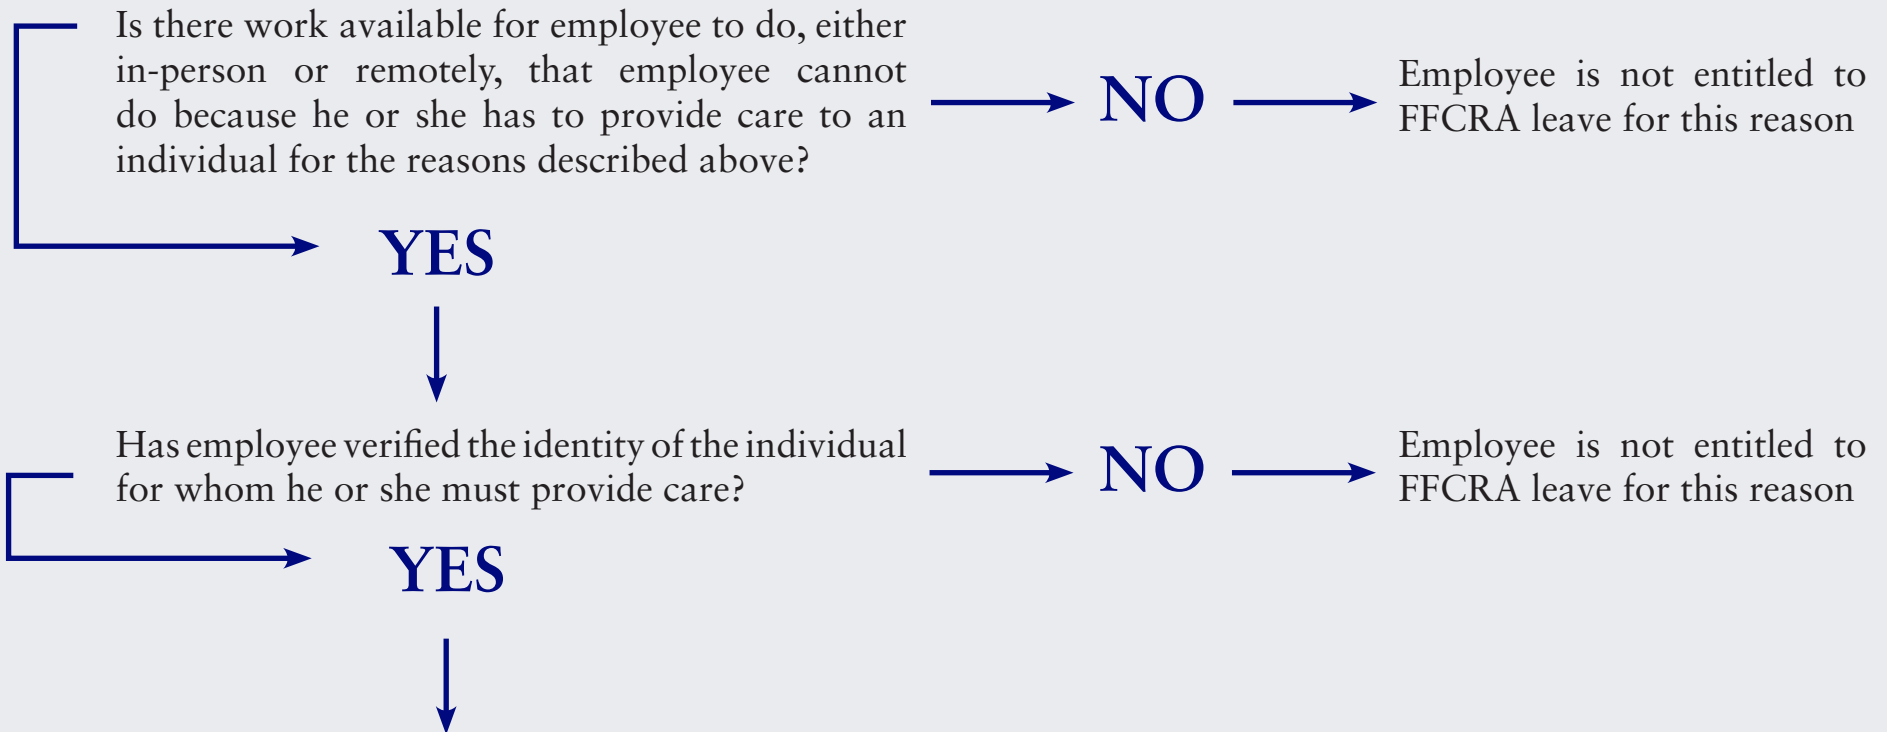 Is there work available for employee to do, either
in-person or remotely, that employee cannot
do because he or she has to provide care to an
individual for the reasons described above?
NO
Employee is not entitled to
FFCRA leave for this reason
YES
Has employee verified the identity of the individual
for whom he or she must provide care?
NO
Employee is not entitled to
FFCRA leave for this reason
YES